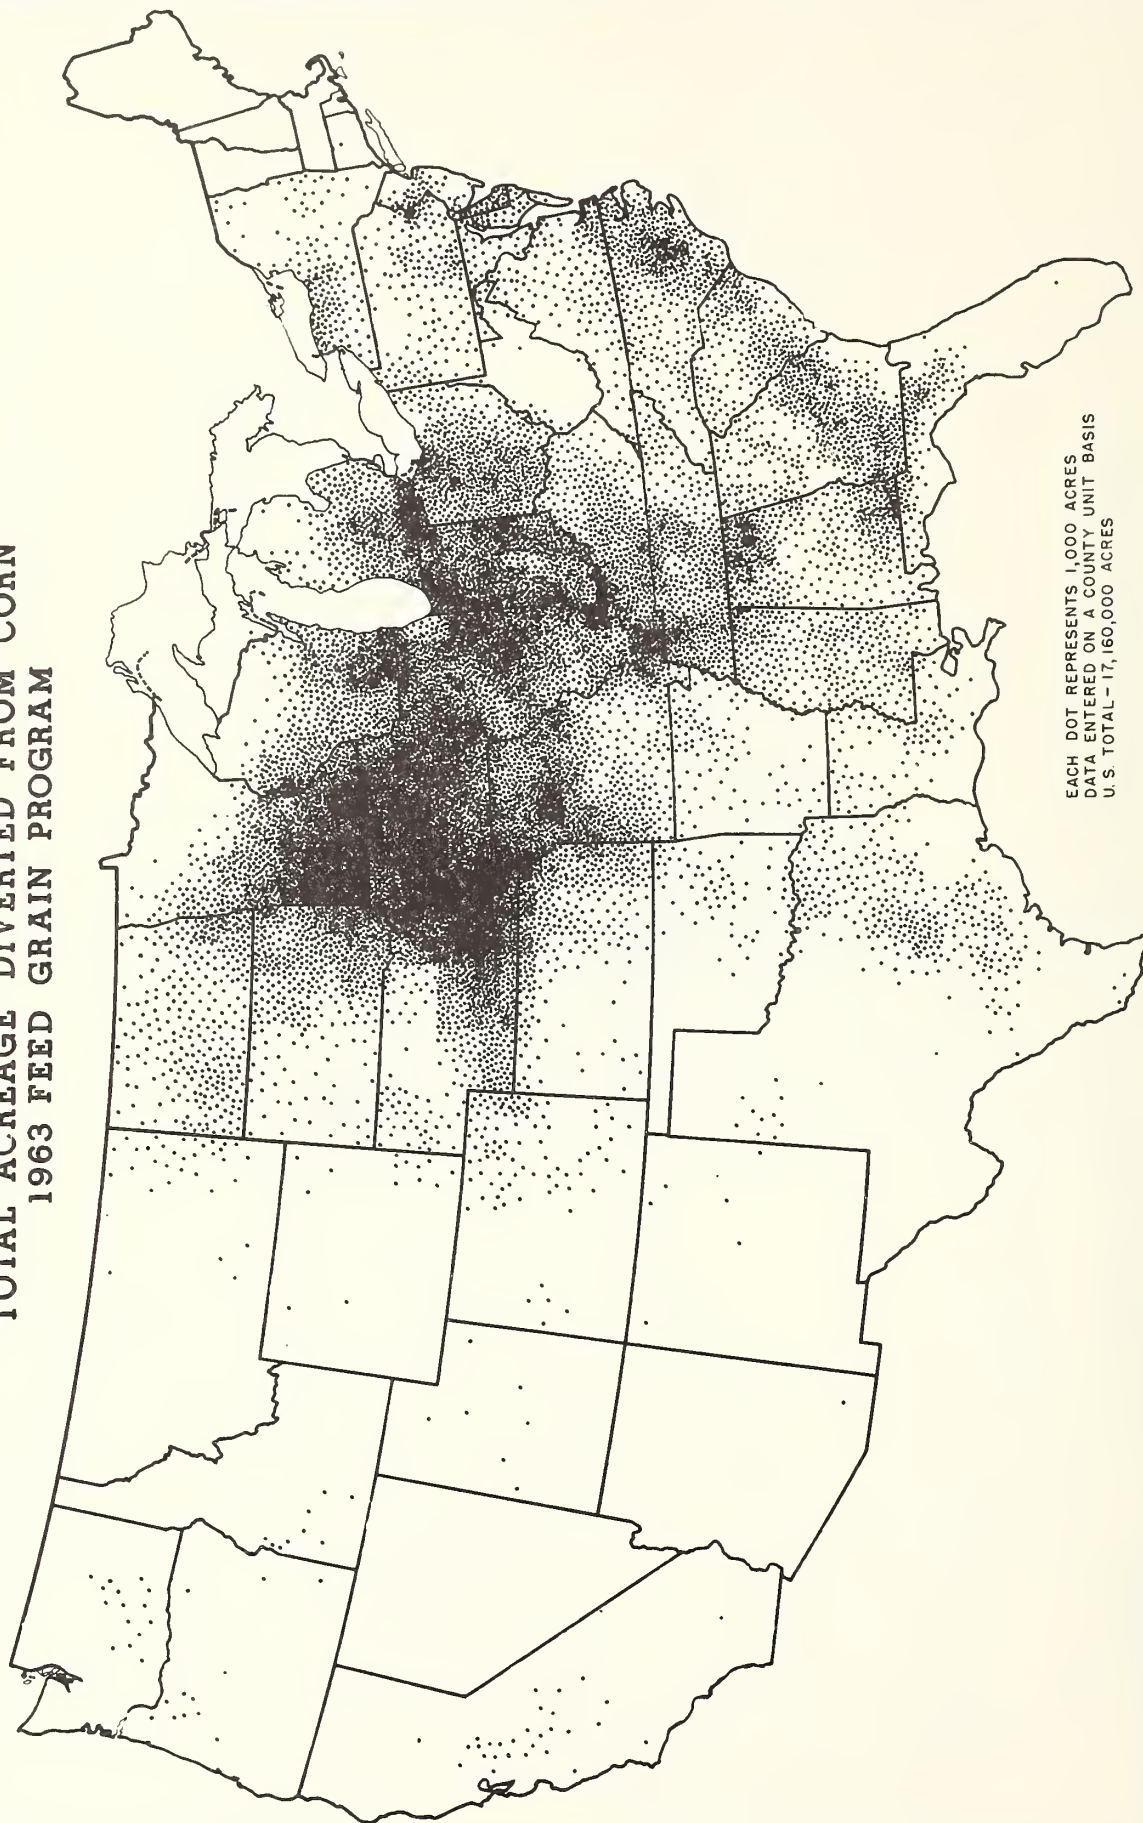 TOTAL ACREAGE DIVERTED FROM CORN
1963 FEED GRAIN PROGRAM
EACH DOT REPRESENTS 1,000 ACRES
DATA ENTERED ON A COUNTY UNIT BASIS
U.S. TOTAL - 17,160,000 ACRES